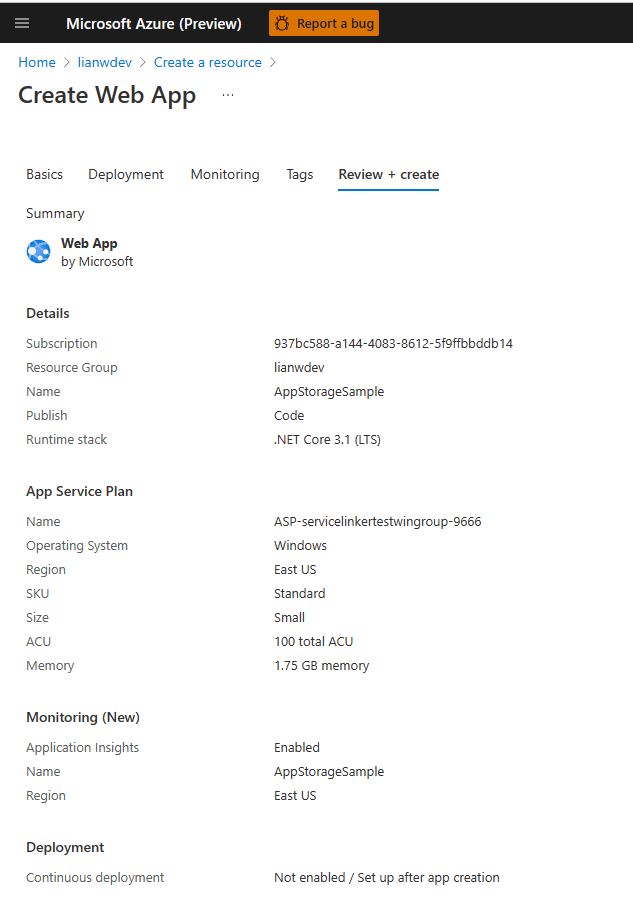 Microsoft Azure (Preview) Report a bug
Home > lianwdev > Create a resource >
Create Web App ...
Basics Deployment Monitoring Tags Review + create
Summary
Web App
by Microsoft
Details
Subscription 937bc588-a144-4083-8612-5f9ffbbddb14
Resource Group lianwdev
Name AppStorageSample
Publish Code
Runtime stack .NET Core 3.1 (LTS)
App Service Plan
Name ASP-servicelinkertestwingroup-9666
Operating System Windows
Region East US
SKU Standard
Size Small
ACU 100 total ACU
Memory 1.75 GB memory
Monitoring (New)
Application Insights Enabled
Name AppStorageSample
Region East US
Deployment
Continuous deployment Not enabled / Set up after app creation